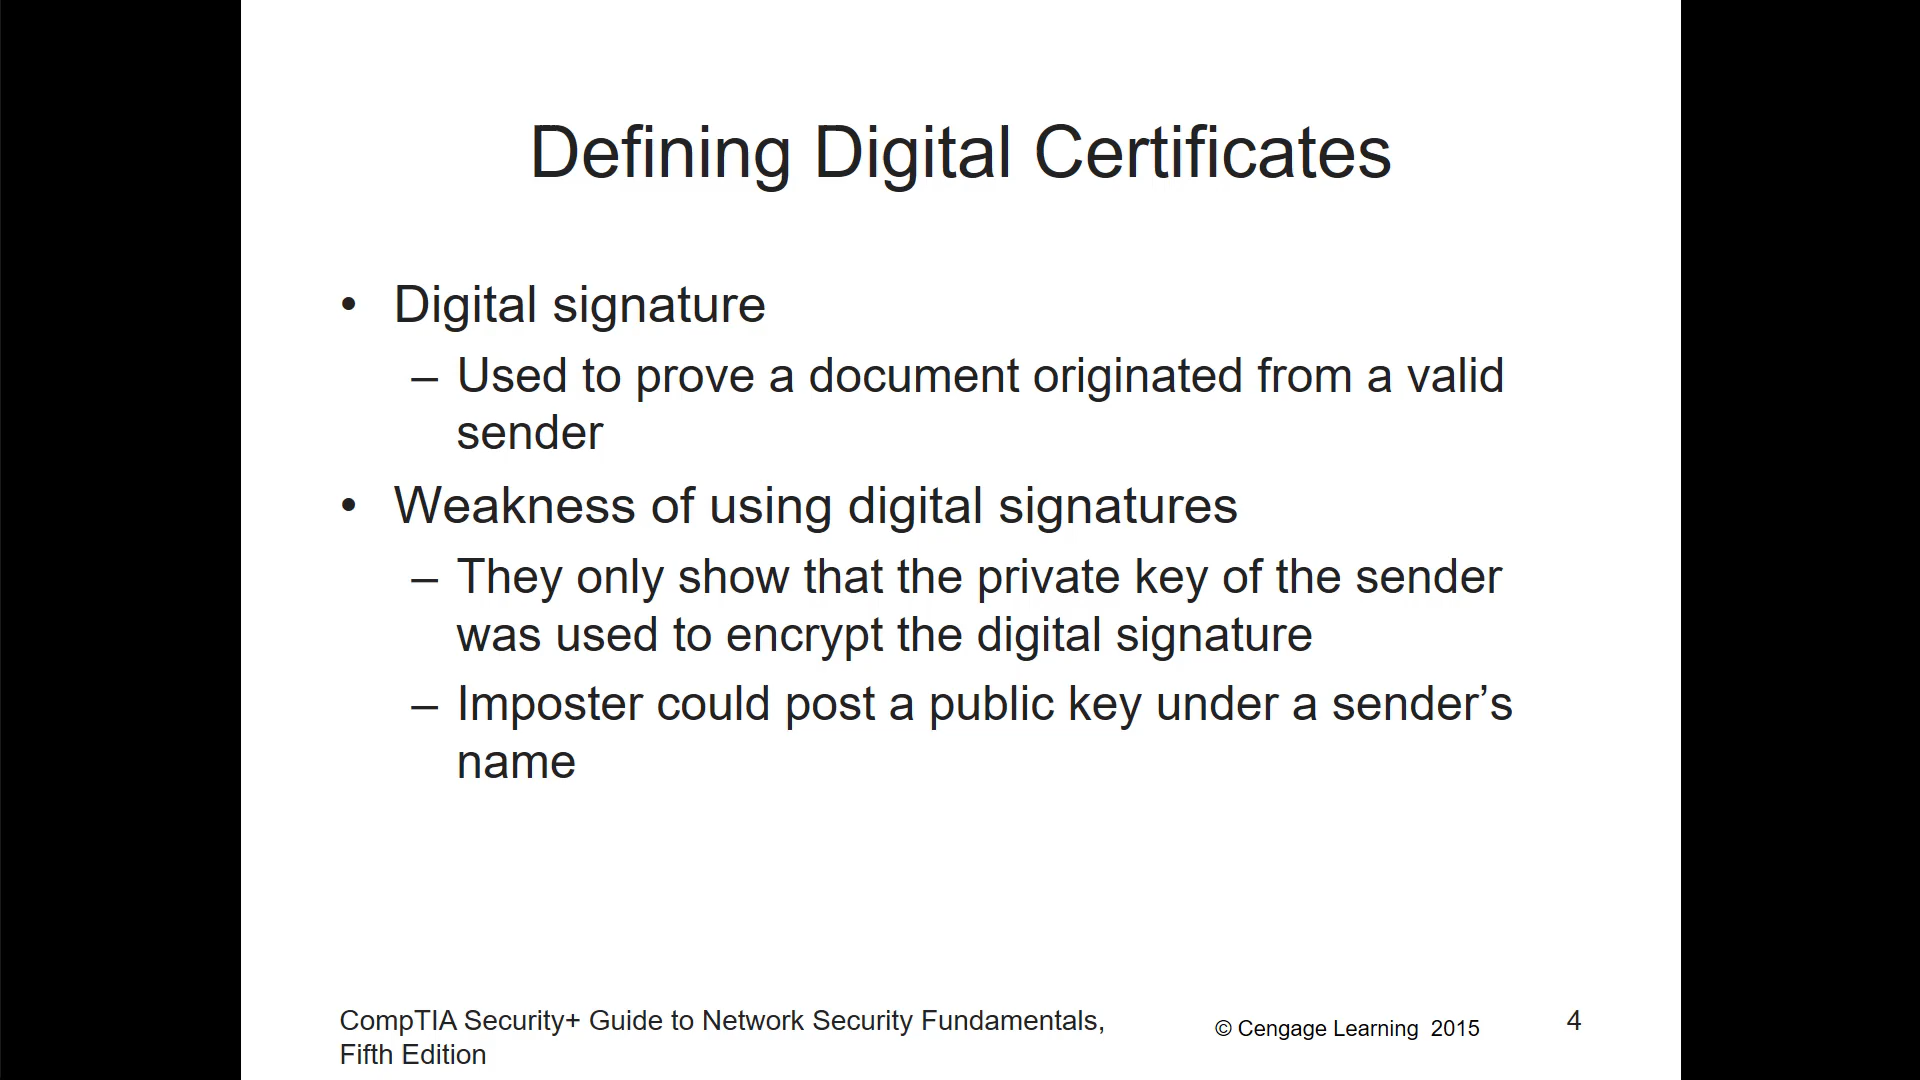 Defining Digital Certificates
• Digital signature
– Used to prove a document originated from a valid
sender
• Weakness of using digital signatures
– They only show that the private key of the sender
was used to encrypt the digital signature
– Imposter could post a public key under a sender’s
name
CompTIA Security+ Guide to Network Security Fundamentals,
Fifth Edition
© Cengage Learning 2015
4